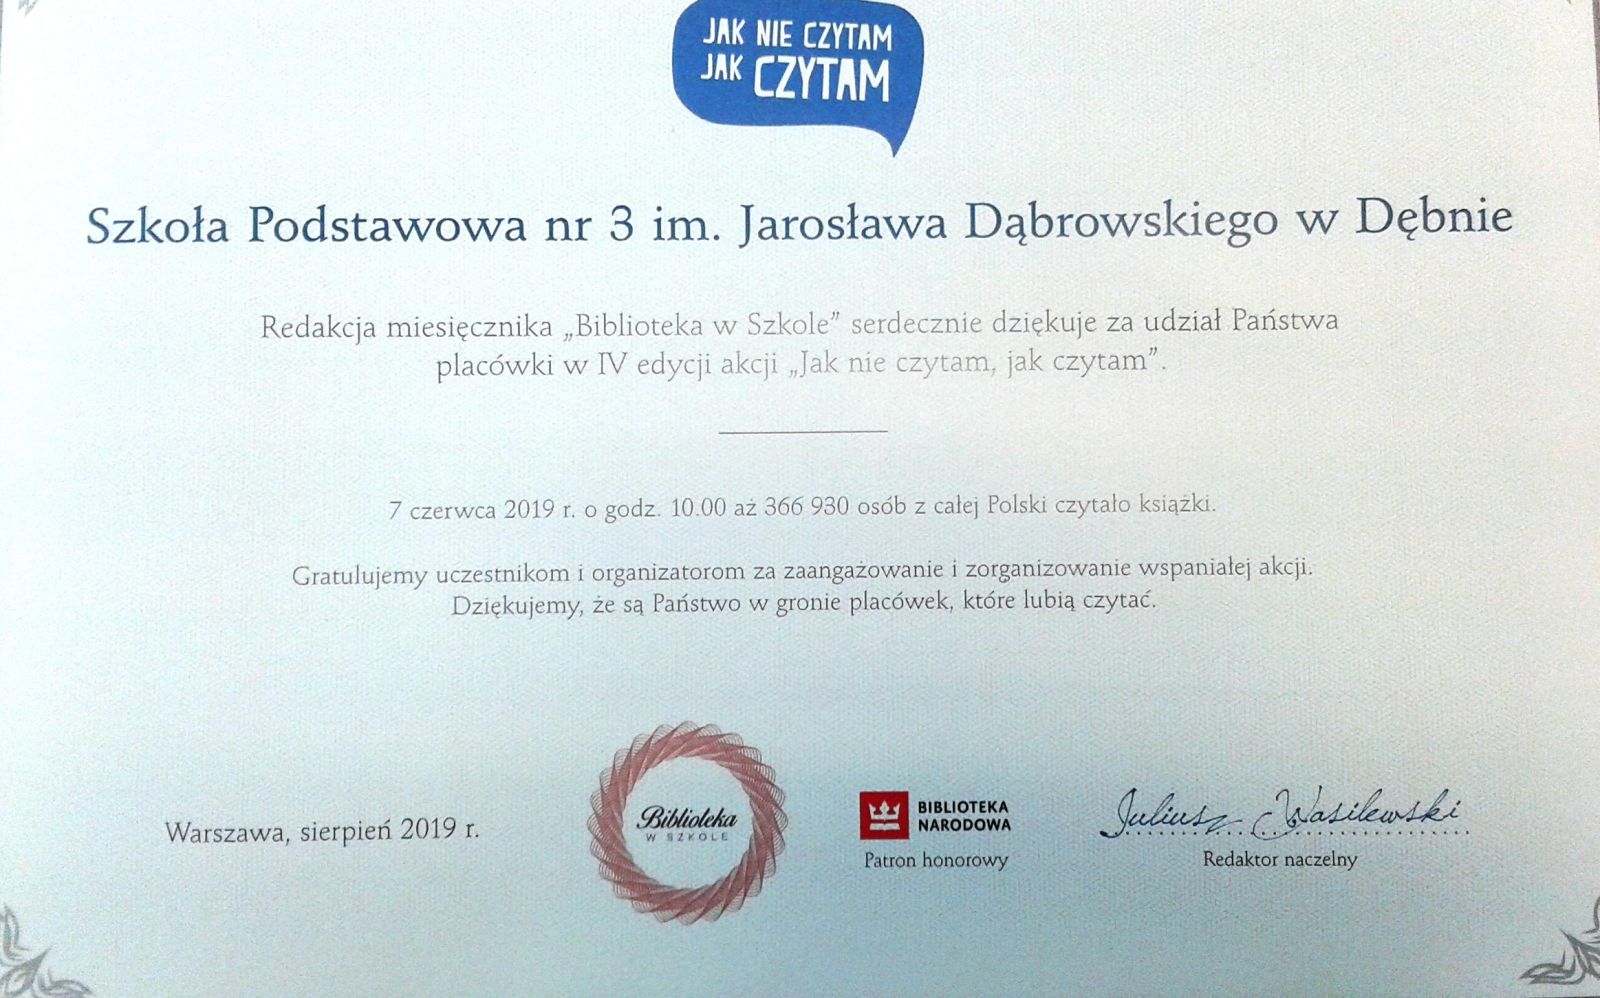 JAK NIE CZYTAM
JAK CZYTAM
Szkoła Podstawowa nr 3 im. Jarosława Dąbrowskiego w Dębnie
Redakcja miesięcznika „Biblioteka w Szkole” serdecznie dziękuje za udział Państwa
placówki w IV edycji akcji „Jak nie czytam, jak czytam”.
7 czerwca 2019 r. o godz. 10.00 aż 366 930 osób z całej Polski czytało książki.
Gratulujemy uczestnikom i organizatorom za zaangażowanie i zorganizowanie wspaniałej akcji.
Dziękujemy, że są Państwo w gronie placówek, które lubią czytać.
Warszawa, sierpień 2019 r.
Biblioteka
W SZKOLE
BIBLIOTEKA
NARODOWA
Patron honorowy
Juliusz Wasilewski
Redaktor naczelny